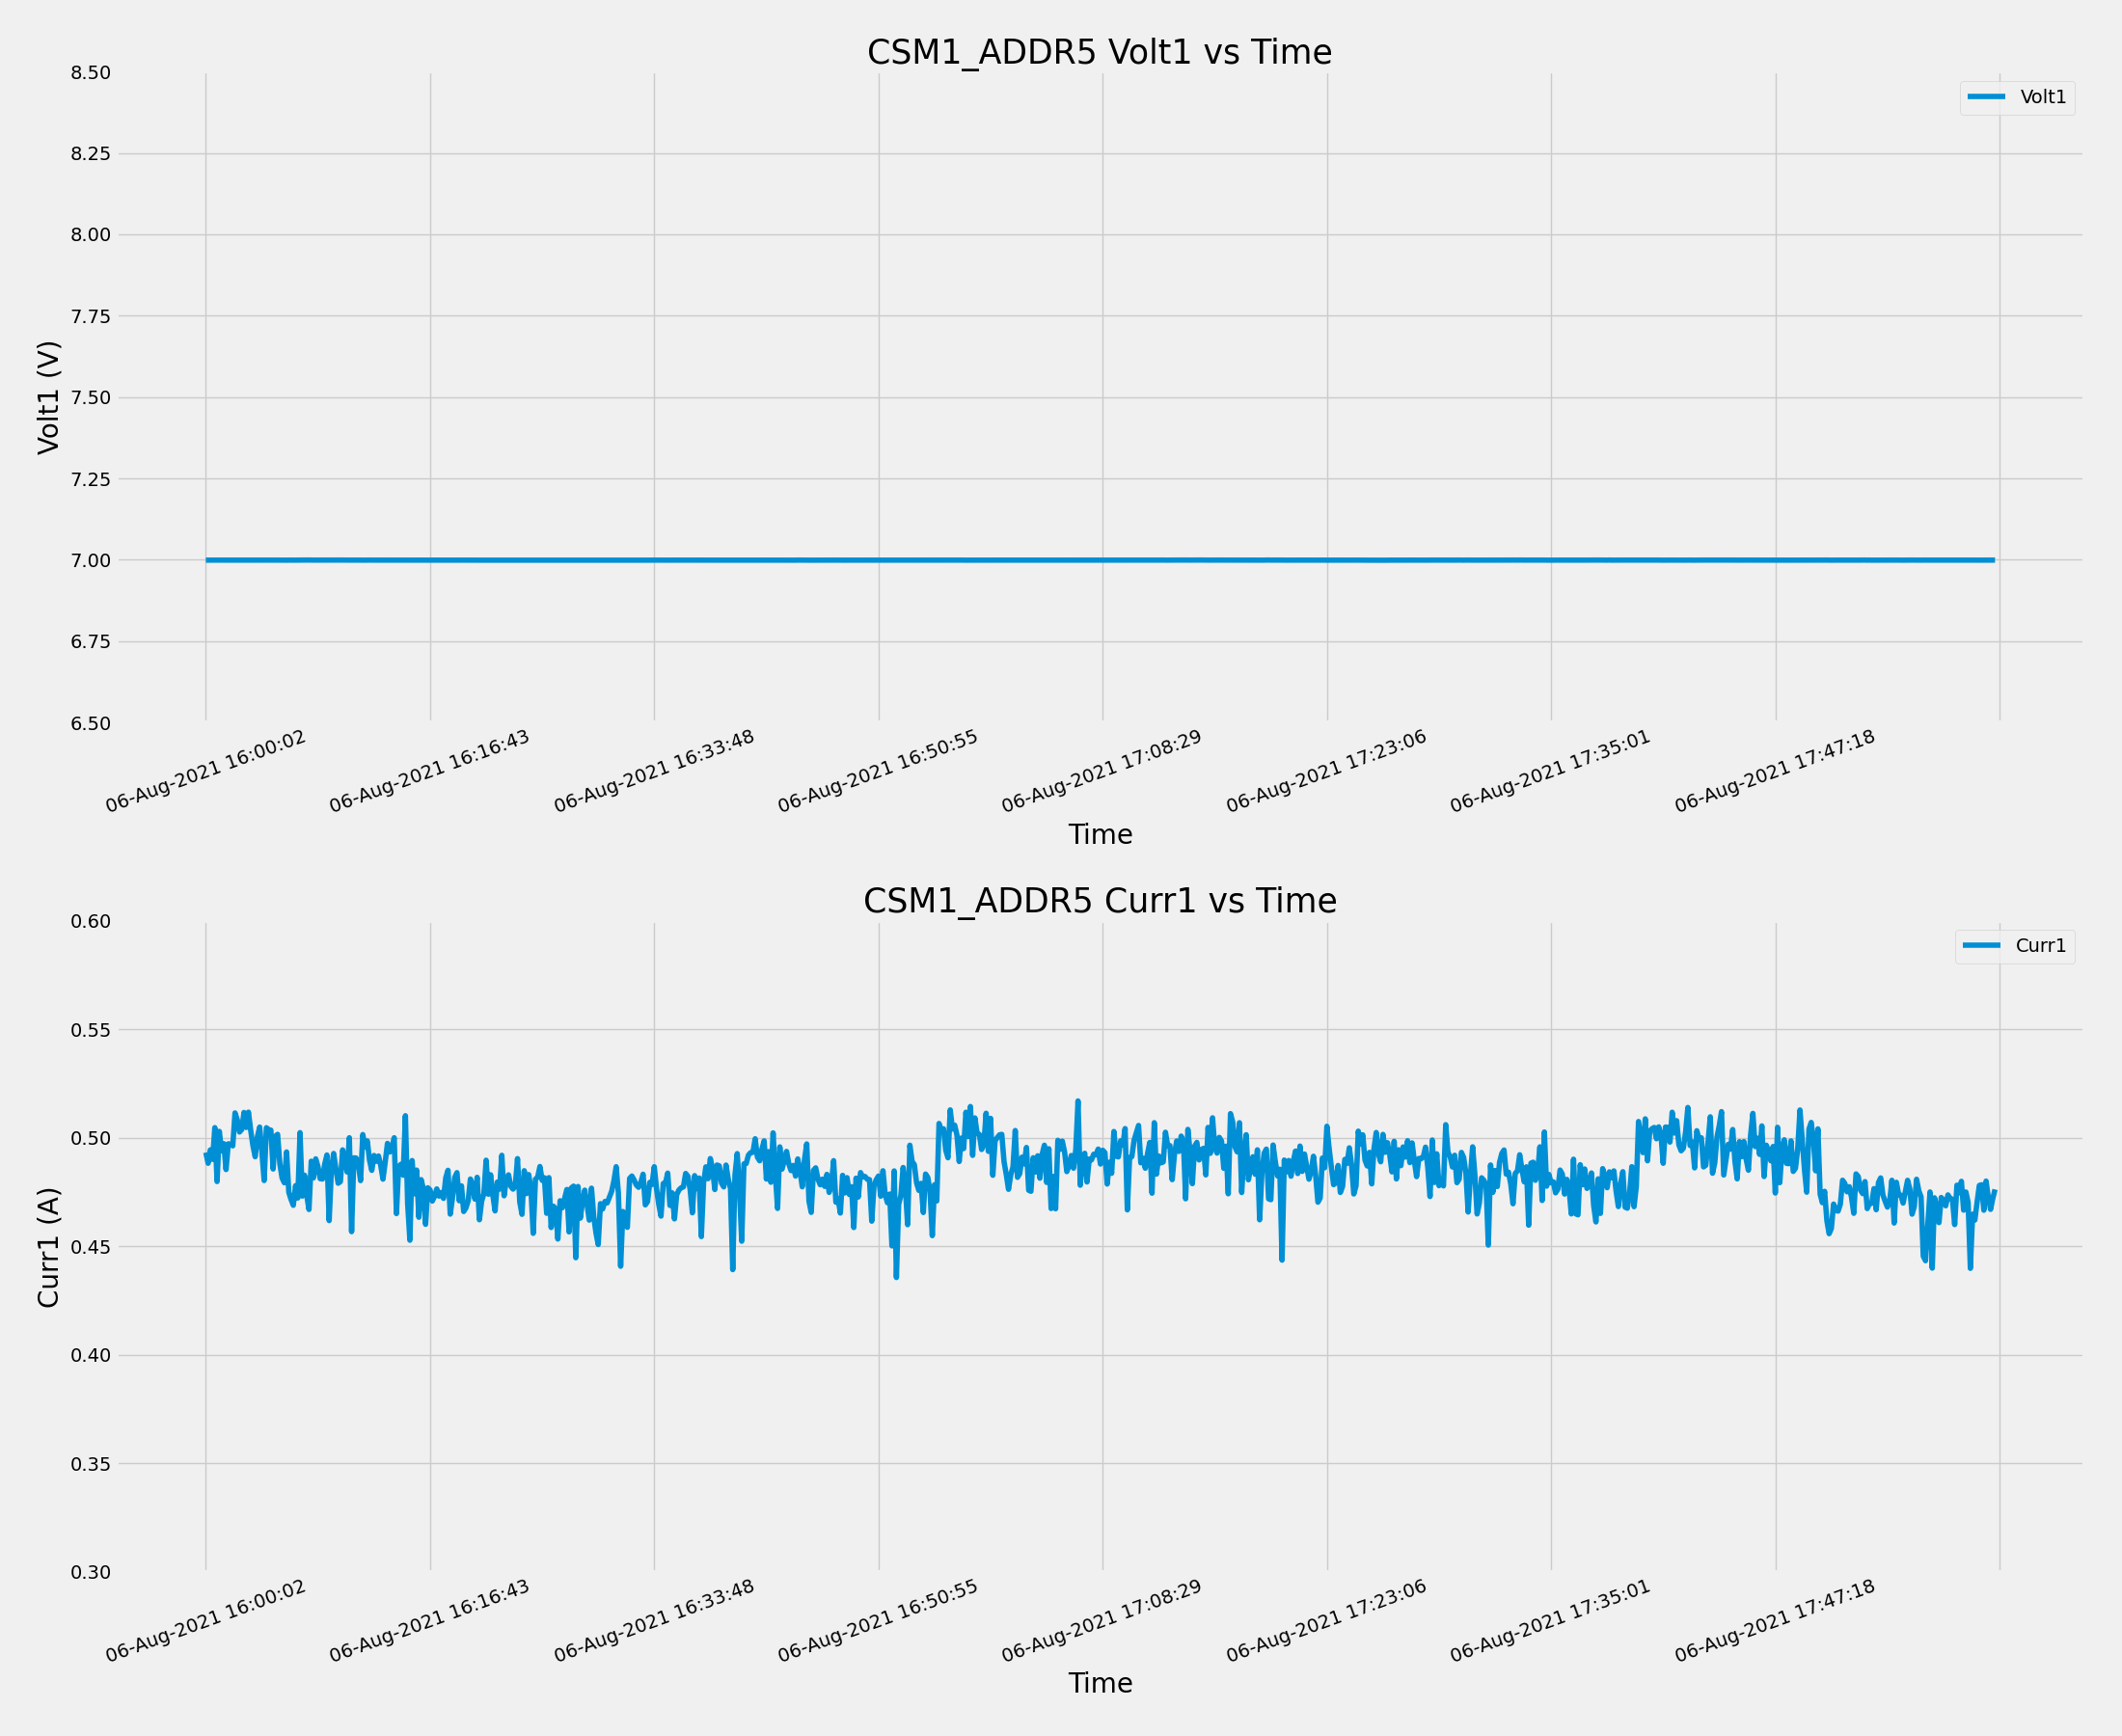 CSM1_ADDR5 Volt1 vs Time
8.50
8.25
8.00
7.75
7.50
7.25
7.00
6.75
6.50
Volt1 (V)
Volt1
06-Aug-2021 16:00:02
06-Aug-2021 16:16:43
06-Aug-2021 16:33:48
06-Aug-2021 16:50:55
06-Aug-2021 17:08:29
06-Aug-2021 17:23:06
06-Aug-2021 17:35:01
06-Aug-2021 17:47:18
Time
CSM1_ADDR5 Curr1 vs Time
0.60
0.55
0.50
0.45
0.40
0.35
0.30
Curr1 (A)
Curr1
06-Aug-2021 16:00:02
06-Aug-2021 16:16:43
06-Aug-2021 16:33:48
06-Aug-2021 16:50:55
06-Aug-2021 17:08:29
06-Aug-2021 17:23:06
06-Aug-2021 17:35:01
06-Aug-2021 17:47:18
Time